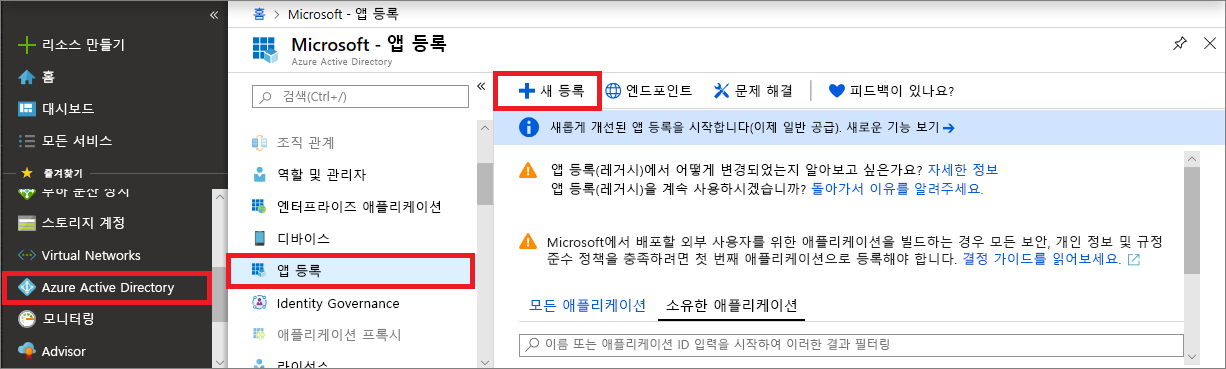 «
리소스 만들기
홈
대시보드
모든 서비스
즐겨찾기
부하 분산 장치
스토리지 계정
Virtual Networks
Azure Active Directory
모니터링
Advisor
홈 > Microsoft - 앱 등록
Microsoft - 앱 등록
Azure Active Directory
검색(Ctrl+/)
«
조직 관계
역할 및 관리자
엔터프라이즈 애플리케이션
디바이스
앱 등록
Identity Governance
애플리케이션 프록시
라이선스
새 등록 엔드포인트 문제 해결 피드백이 있나요?
새롭게 개선된 앱 등록을 시작합니다(이제 일반 공급). 새로운 기능 보기 →
앱 등록(레거시)에서 어떻게 변경되었는지 알아보고 싶은가요? 자세한 정보
앱 등록(레거시)을 계속 사용하시겠습니까? 돌아가서 이유를 알려주세요.
Microsoft에서 배포할 외부 사용자를 위한 애플리케이션을 빌드하는 경우 모든 보안, 개인 정보 및 규정
준수 정책을 충족하려면 첫 번째 애플리케이션으로 등록해야 합니다. 결정 가이드를 읽어보세요.
모든 애플리케이션 소유한 애플리케이션
이름 또는 애플리케이션 ID 입력을 시작하여 이러한 결과 필터링